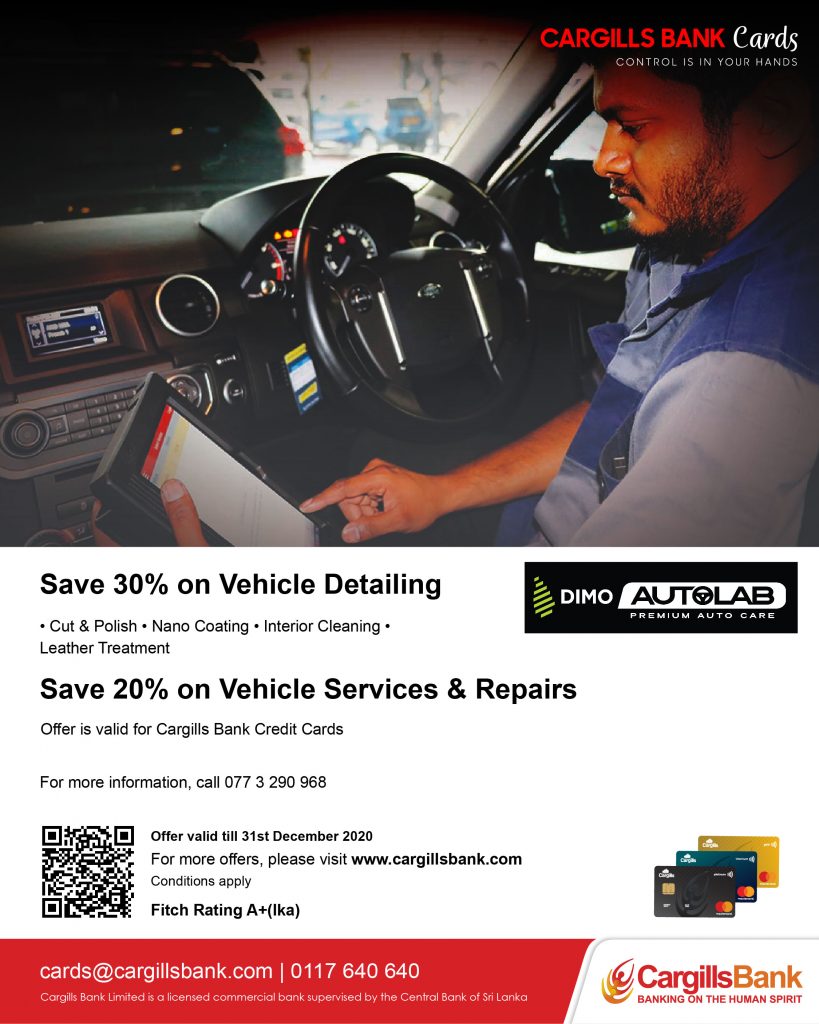 CARGILLS BANK Cards
CONTROL IS IN YOUR HANDS
Save 30% on Vehicle Detailing
• Cut & Polish • Nano Coating • Interior Cleaning •
Leather Treatment
DIMO AUTOLAB
PREMIUM AUTO CARE
Save 20% on Vehicle Services & Repairs
Offer is valid for Cargills Bank Credit Cards
For more information, call 077 3 290 968
Offer valid till 31st December 2020
For more offers, please visit www.cargillsbank.com
Conditions apply
Fitch Rating A+(lka)
cards@cargillsbank.com | 0117 640 640
Cargills Bank Limited is a licensed commercial bank supervised by the Central Bank of Sri Lanka
CargillsBank
BANKING ON THE HUMAN SPIRIT